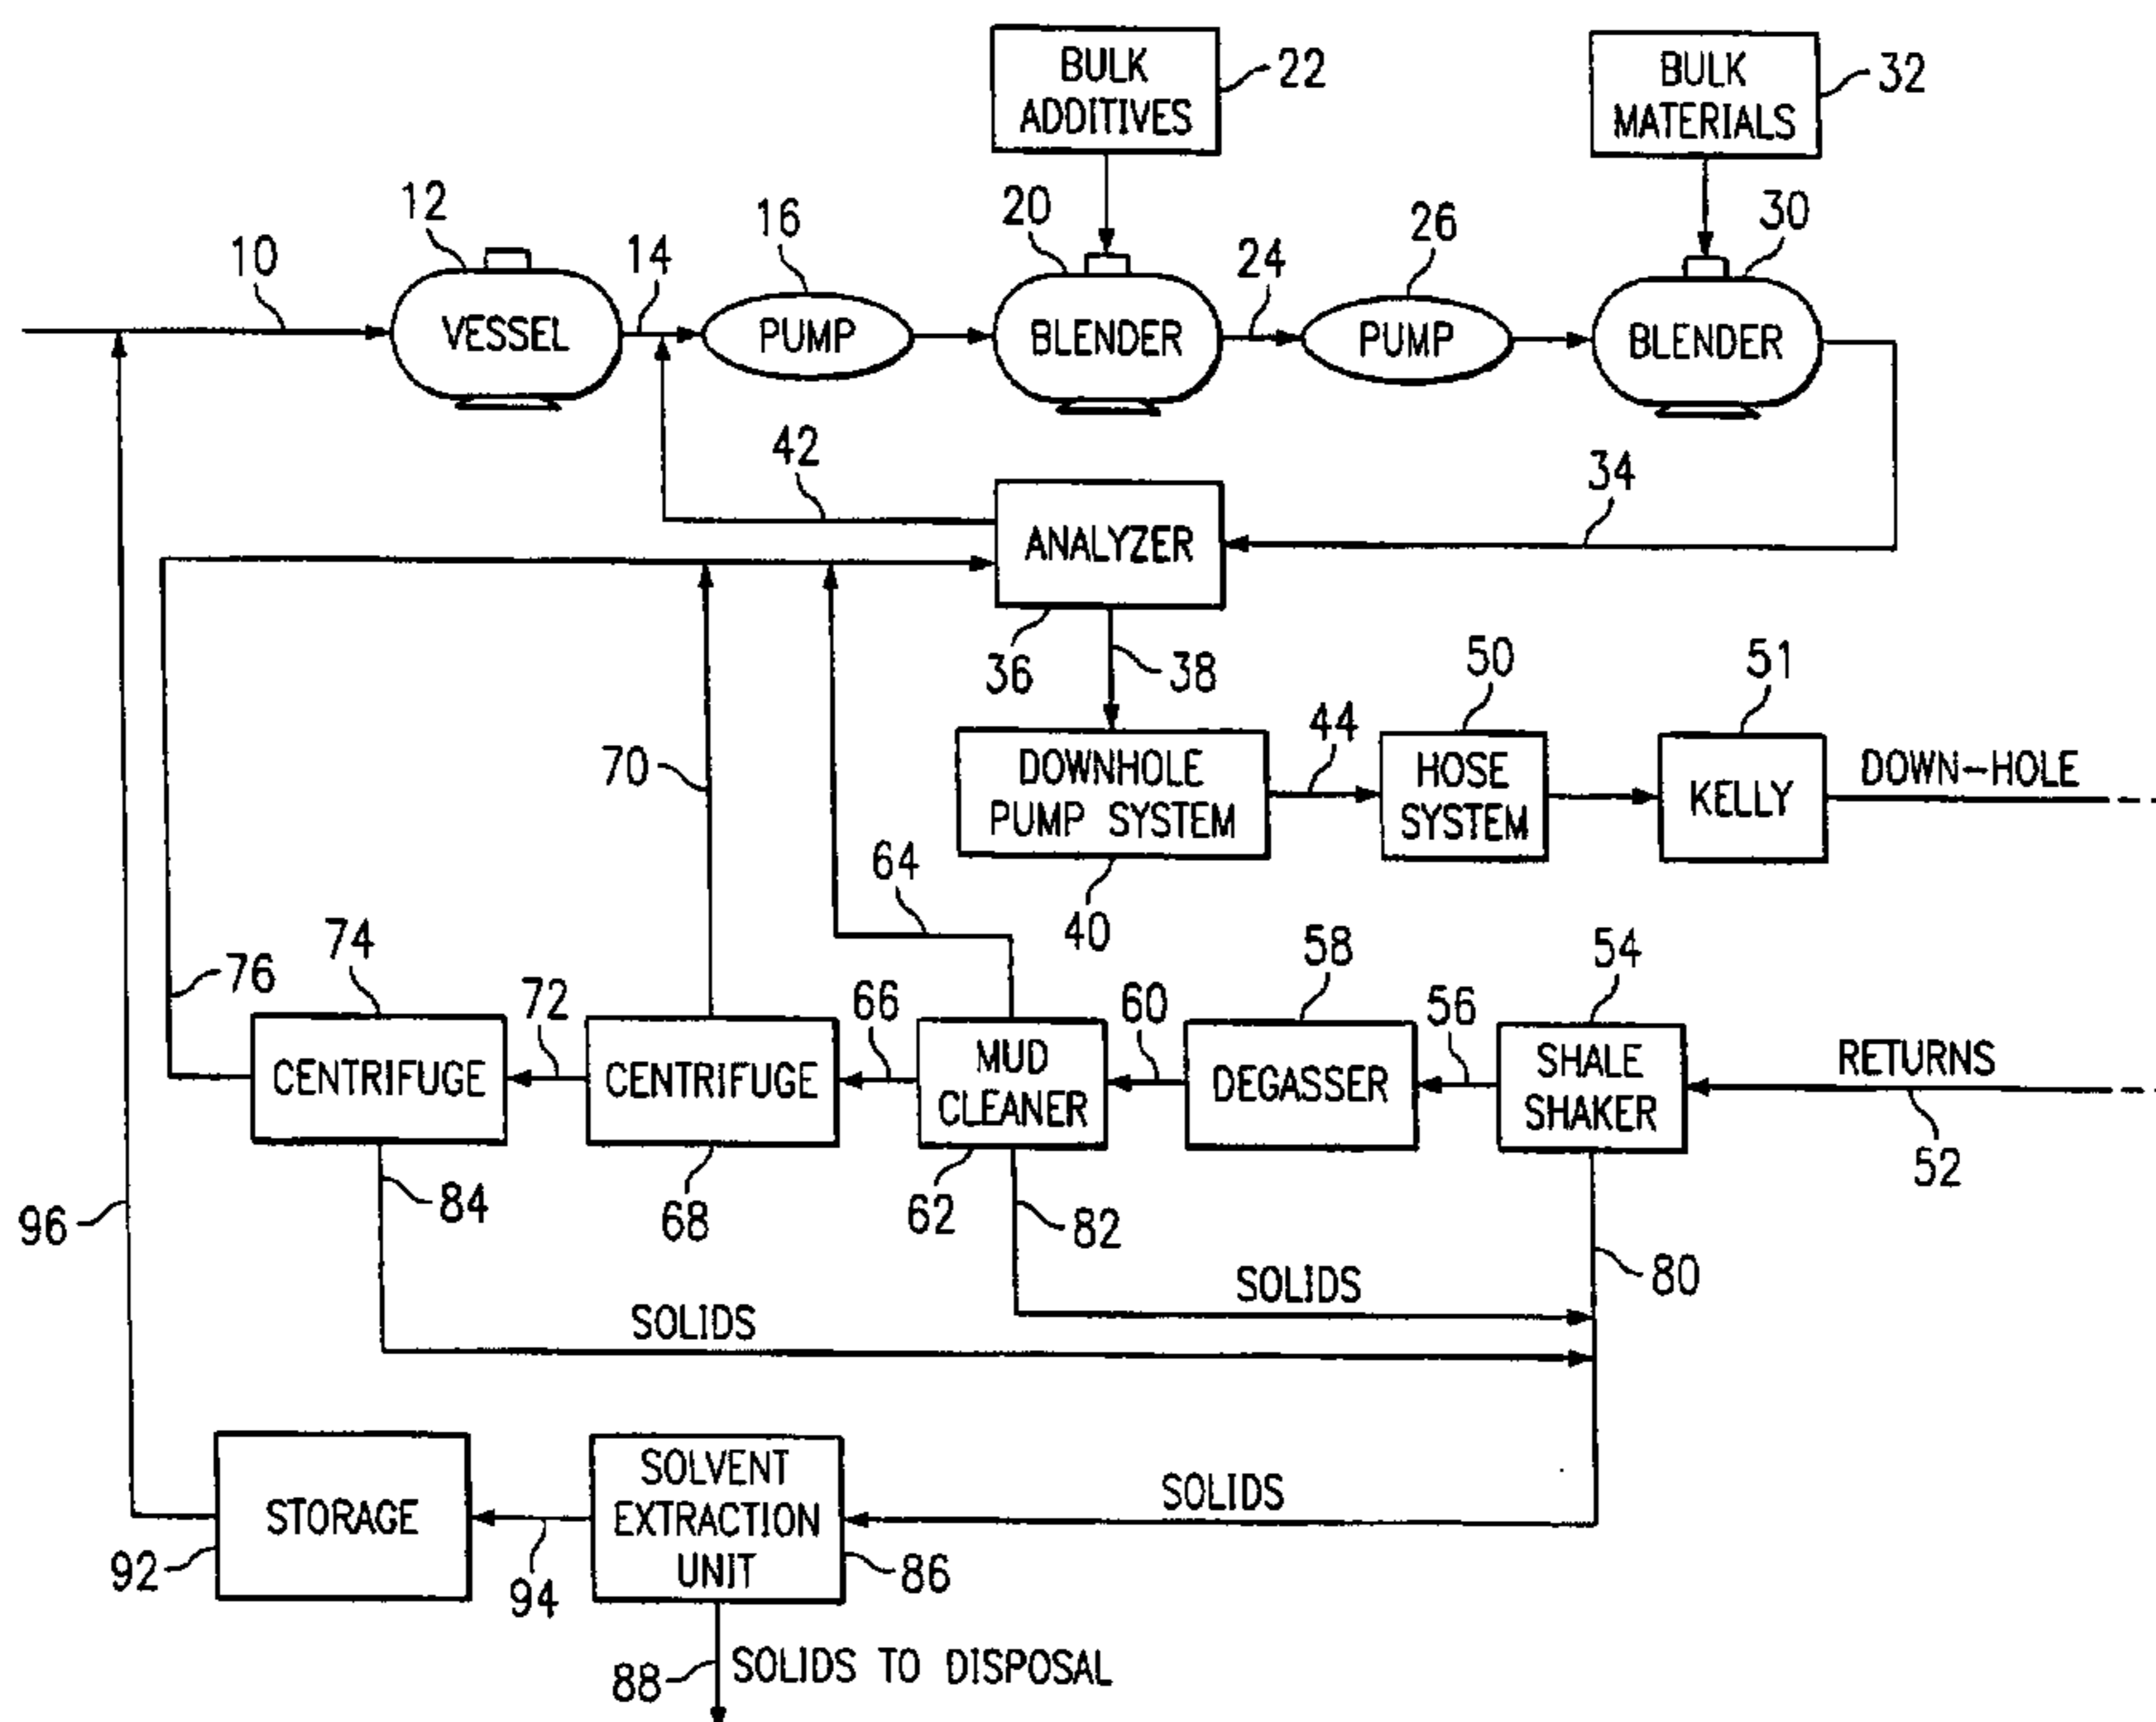 BULK
ADDITIVES
22
BULK
MATERIALS
32
10
12
14
16
20
24
26
30
VESSEL
PUMP
BLENDER
PUMP
BLENDER
42
34
ANALYZER
36
38
50
51
70
44
DOWNHOLE
PUMP SYSTEM
HOSE
SYSTEM
KELLY
DOWN-HOLE
64
40
76
74
72
66
60
58
56
54
CENTRIFUGE
CENTRIFUGE
MUD
CLEANER
DEGASSER
SHALE
SHAKER
RETURNS
52
96
84
68
62
82
80
SOLIDS
SOLIDS
STORAGE
SOLVENT
EXTRACTION
UNIT
SOLIDS
92
94
86
88
SOLIDS TO DISPOSAL